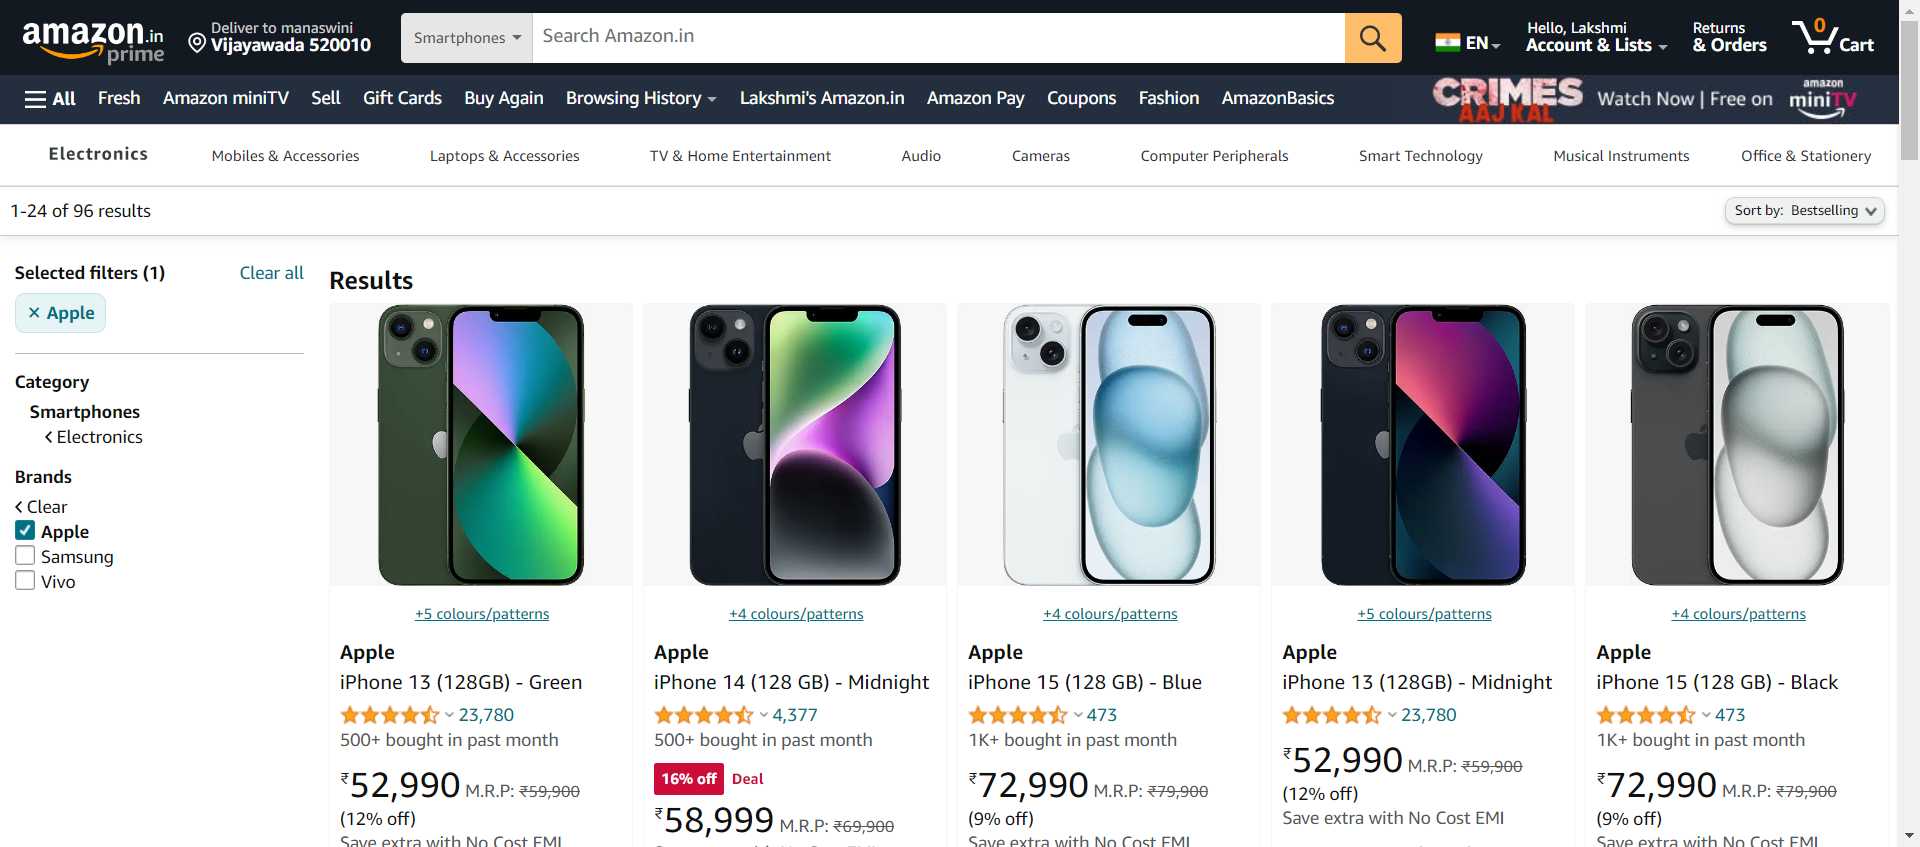 amazon.in
prime
Deliver to manaswini
Vijayawada 520010
Smartphones
Search Amazon.in
EN
Hello, Lakshmi
Account & Lists
Returns
& Orders
0
Cart
All
Fresh
Amazon miniTV
Sell
Gift Cards
Buy Again
Browsing History
Lakshmi's Amazon.in
Amazon Pay
Coupons
Fashion
AmazonBasics
CRIMES
AAJ KAL
Watch Now | Free on
amazon
miniTV
Electronics
Mobiles & Accessories
Laptops & Accessories
TV & Home Entertainment
Audio
Cameras
Computer Peripherals
Smart Technology
Musical Instruments
Office & Stationery
1-24 of 96 results
Sort by: Bestselling
Selected filters (1)
Clear all
✕ Apple
Category
Smartphones
Electronics
Brands
Clear
Apple
Samsung
Vivo
Results
+5 colours/patterns
Apple
iPhone 13 (128GB) - Green
23,780
500+ bought in past month
₹52,990 M.R.P: ₹59,900
(12% off)
Save extra with No Cost EMI
+4 colours/patterns
Apple
iPhone 14 (128 GB) - Midnight
4,377
500+ bought in past month
16% off Deal
₹58,999 M.R.P: ₹69,900
+4 colours/patterns
Apple
iPhone 15 (128 GB) - Blue
473
1K+ bought in past month
₹72,990 M.R.P: ₹79,900
(9% off)
Save extra with No Cost EMI
+5 colours/patterns
Apple
iPhone 13 (128GB) - Midnight
23,780
₹52,990 M.R.P: ₹59,900
(12% off)
Save extra with No Cost EMI
+4 colours/patterns
Apple
iPhone 15 (128 GB) - Black
473
1K+ bought in past month
₹72,990 M.R.P: ₹79,900
(9% off)
Save extra with No Cost EMI